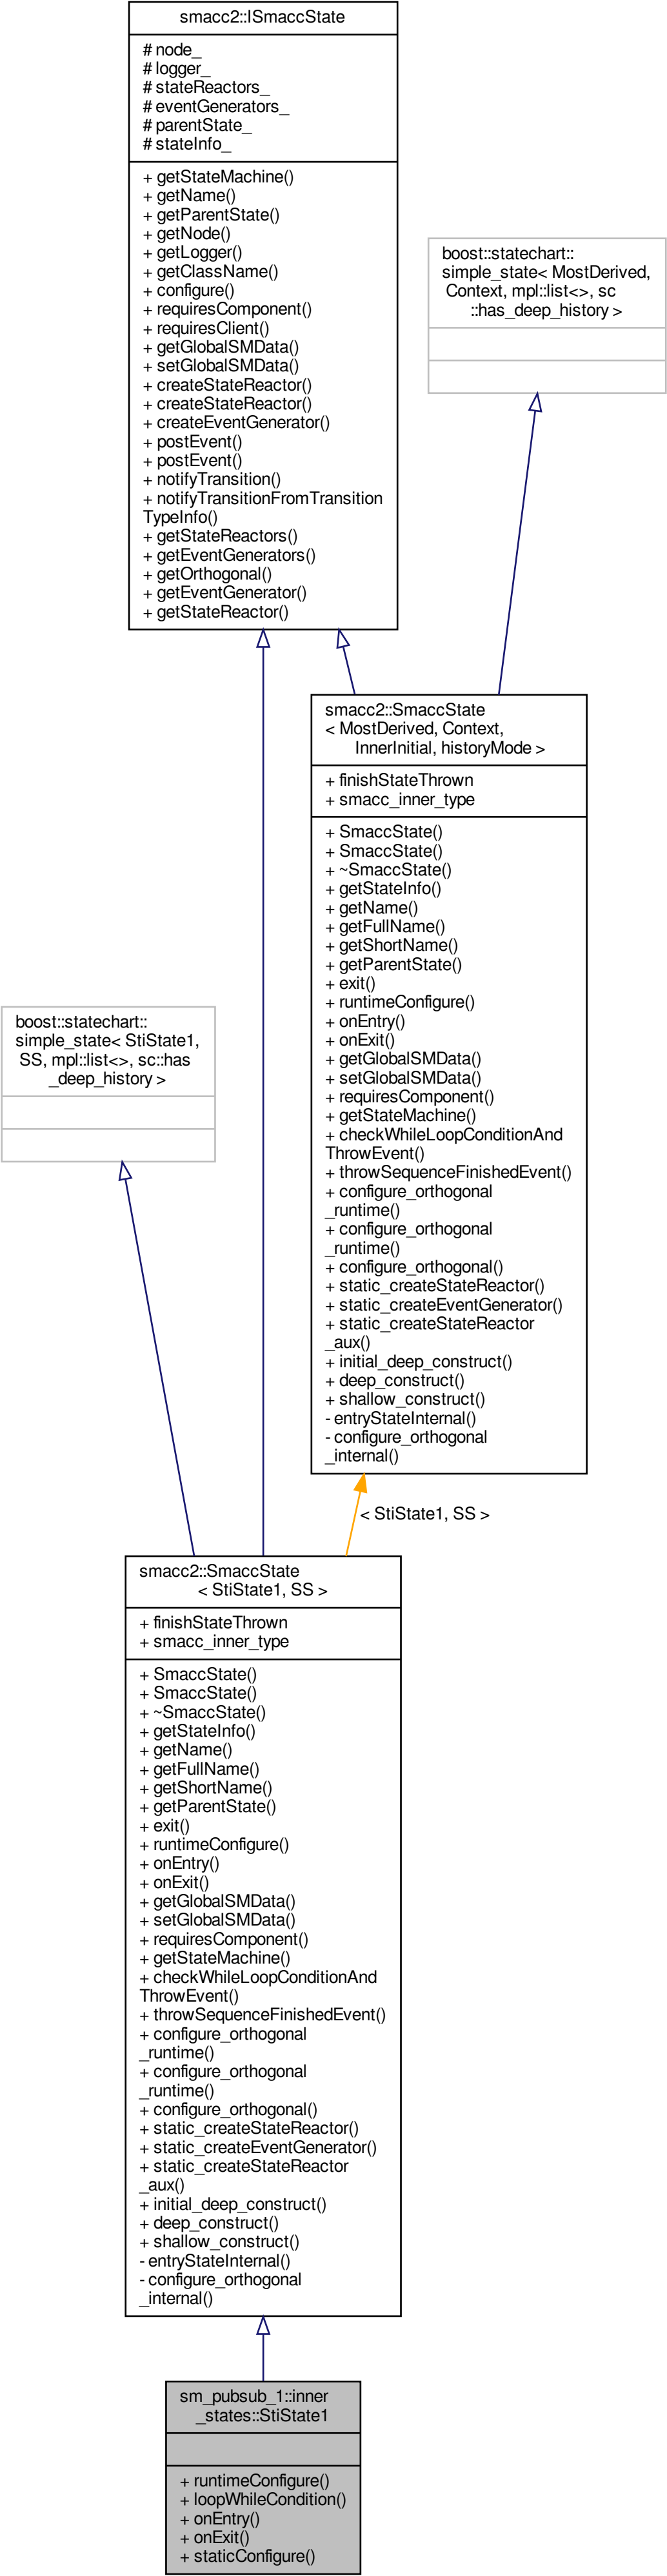 smacc2::ISmaccState
# node_
# logger_
# stateReactors_
# eventGenerators_
# parentState_
# stateInfo_
+ getStateMachine()
+ getName()
+ getParentState()
+ getNode()
+ getLogger()
+ getClassName()
+ configure()
+ requiresComponent()
+ requiresClient()
+ getGlobalSMData()
+ setGlobalSMData()
+ createStateReactor()
+ createStateReactor()
+ createEventGenerator()
+ postEvent()
+ postEvent()
+ notifyTransition()
+ notifyTransitionFromTransition
TypeInfo()
+ getStateReactors()
+ getEventGenerators()
+ getOrthogonal()
+ getEventGenerator()
+ getStateReactor()
boost::statechart::
simple_state< MostDerived,
Context, mpl::list<>, sc
::has_deep_history >
smacc2::SmaccState
< MostDerived, Context,
InnerInitial, historyMode >
+ finishStateThrown
+ smacc_inner_type
+ SmaccState()
+ SmaccState()
+ ~SmaccState()
+ getStateInfo()
+ getName()
+ getFullName()
+ getShortName()
+ getParentState()
+ exit()
+ runtimeConfigure()
+ onEntry()
+ onExit()
+ getGlobalSMData()
+ setGlobalSMData()
+ requiresComponent()
+ getStateMachine()
+ checkWhileLoopConditionAnd
ThrowEvent()
+ throwSequenceFinishedEvent()
+ configure_orthogonal
_runtime()
+ configure_orthogonal
_runtime()
+ configure_orthogonal()
+ static_createStateReactor()
+ static_createEventGenerator()
+ static_createStateReactor
_aux()
+ initial_deep_construct()
+ deep_construct()
+ shallow_construct()
- entryStateInternal()
- configure_orthogonal
_internal()
boost::statechart::
simple_state< StiState1,
SS, mpl::list<>, sc::has
_deep_history >
< StiState1, SS >
smacc2::SmaccState
< StiState1, SS >
+ finishStateThrown
+ smacc_inner_type
+ SmaccState()
+ SmaccState()
+ ~SmaccState()
+ getStateInfo()
+ getName()
+ getFullName()
+ getShortName()
+ getParentState()
+ exit()
+ runtimeConfigure()
+ onEntry()
+ onExit()
+ getGlobalSMData()
+ setGlobalSMData()
+ requiresComponent()
+ getStateMachine()
+ checkWhileLoopConditionAnd
ThrowEvent()
+ throwSequenceFinishedEvent()
+ configure_orthogonal
_runtime()
+ configure_orthogonal
_runtime()
+ configure_orthogonal()
+ static_createStateReactor()
+ static_createEventGenerator()
+ static_createStateReactor
_aux()
+ initial_deep_construct()
+ deep_construct()
+ shallow_construct()
- entryStateInternal()
- configure_orthogonal
_internal()
sm_pubsub_1::inner
_states::StiState1
+ runtimeConfigure()
+ loopWhileCondition()
+ onEntry()
+ onExit()
+ staticConfigure()